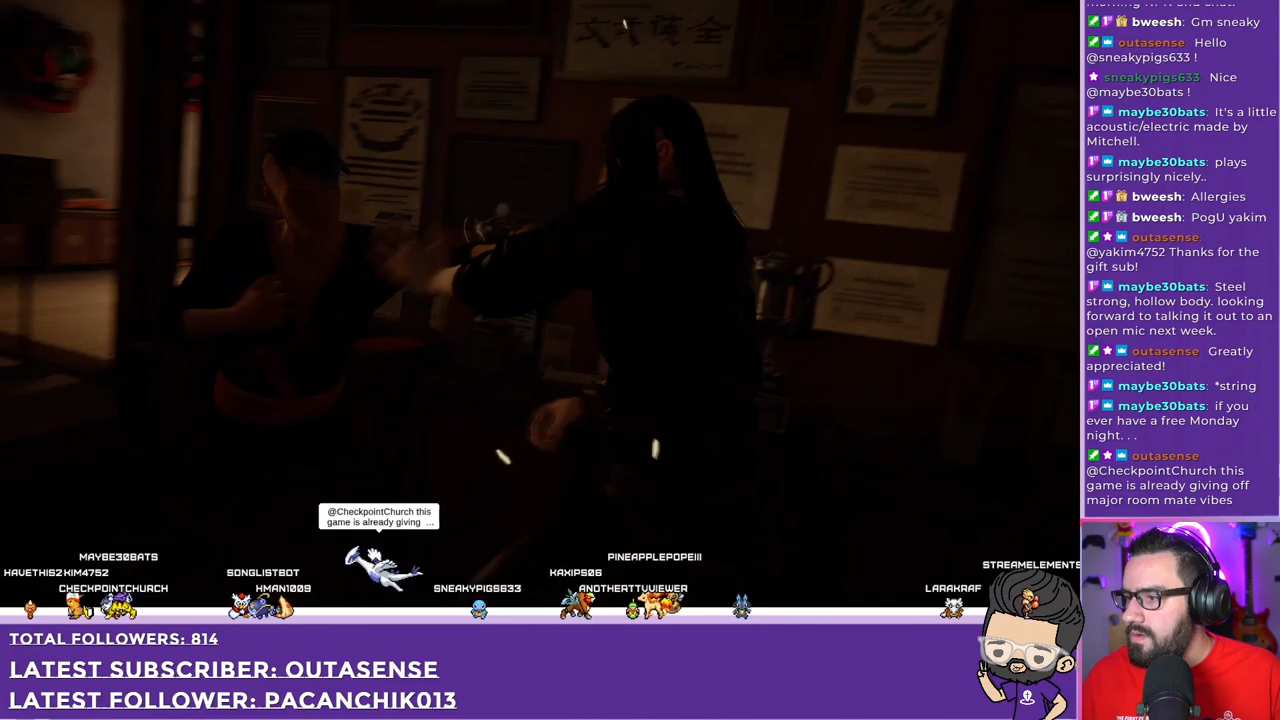 bweesh: Gm sneaky
outasense Hello
@sneakypigs633 !
sneakypigs633 Nice
@maybe30bats !
maybe30bats: It's a little
acoustic/electric made by
Mitchell.
maybe30bats: plays
surprisingly nicely..
bweesh: Allergies
bweesh: PogU yakim
outasense
@yakim4752 Thanks for the
gift sub!
maybe30bats: Steel
strong, hollow body. looking
forward to talking it out to an
open mic next week.
outasense Greatly
appreciated!
maybe30bats: *string
maybe30bats: if you
ever have a free Monday
night. . .
outasense
@CheckpointChurch this
game is already giving off
major room mate vibes
@CheckpointChurch this
game is already giving ...
MAYBE30BATS
PINEAPPLEPOPEIII
STREAMELEMENTS
SONGLISTBOT
KAXIPS06
CHECKPOINTCHURCH
HMAN1009
SNEAKYPIGS633
ANOTHERTTVVIEWER
LARAKRAF
TOTAL FOLLOWERS: 814
LATEST SUBSCRIBER: OUTASENSE
LATEST FOLLOWER: PACANCHIK013